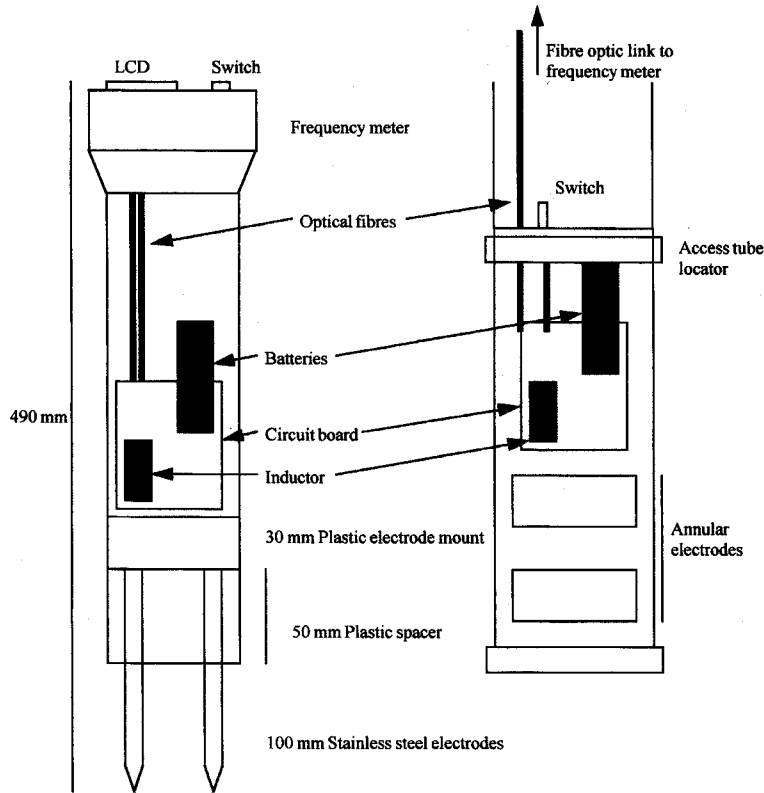 Fibre optic link to
frequency meter
LCD
Switch
Frequency meter
Switch
Optical fibres
Access tube
locator
Batteries
490 mm
Circuit board
Inductor
30 mm Plastic electrode mount
Annular
electrodes
50 mm Plastic spacer
100 mm Stainless steel electrodes